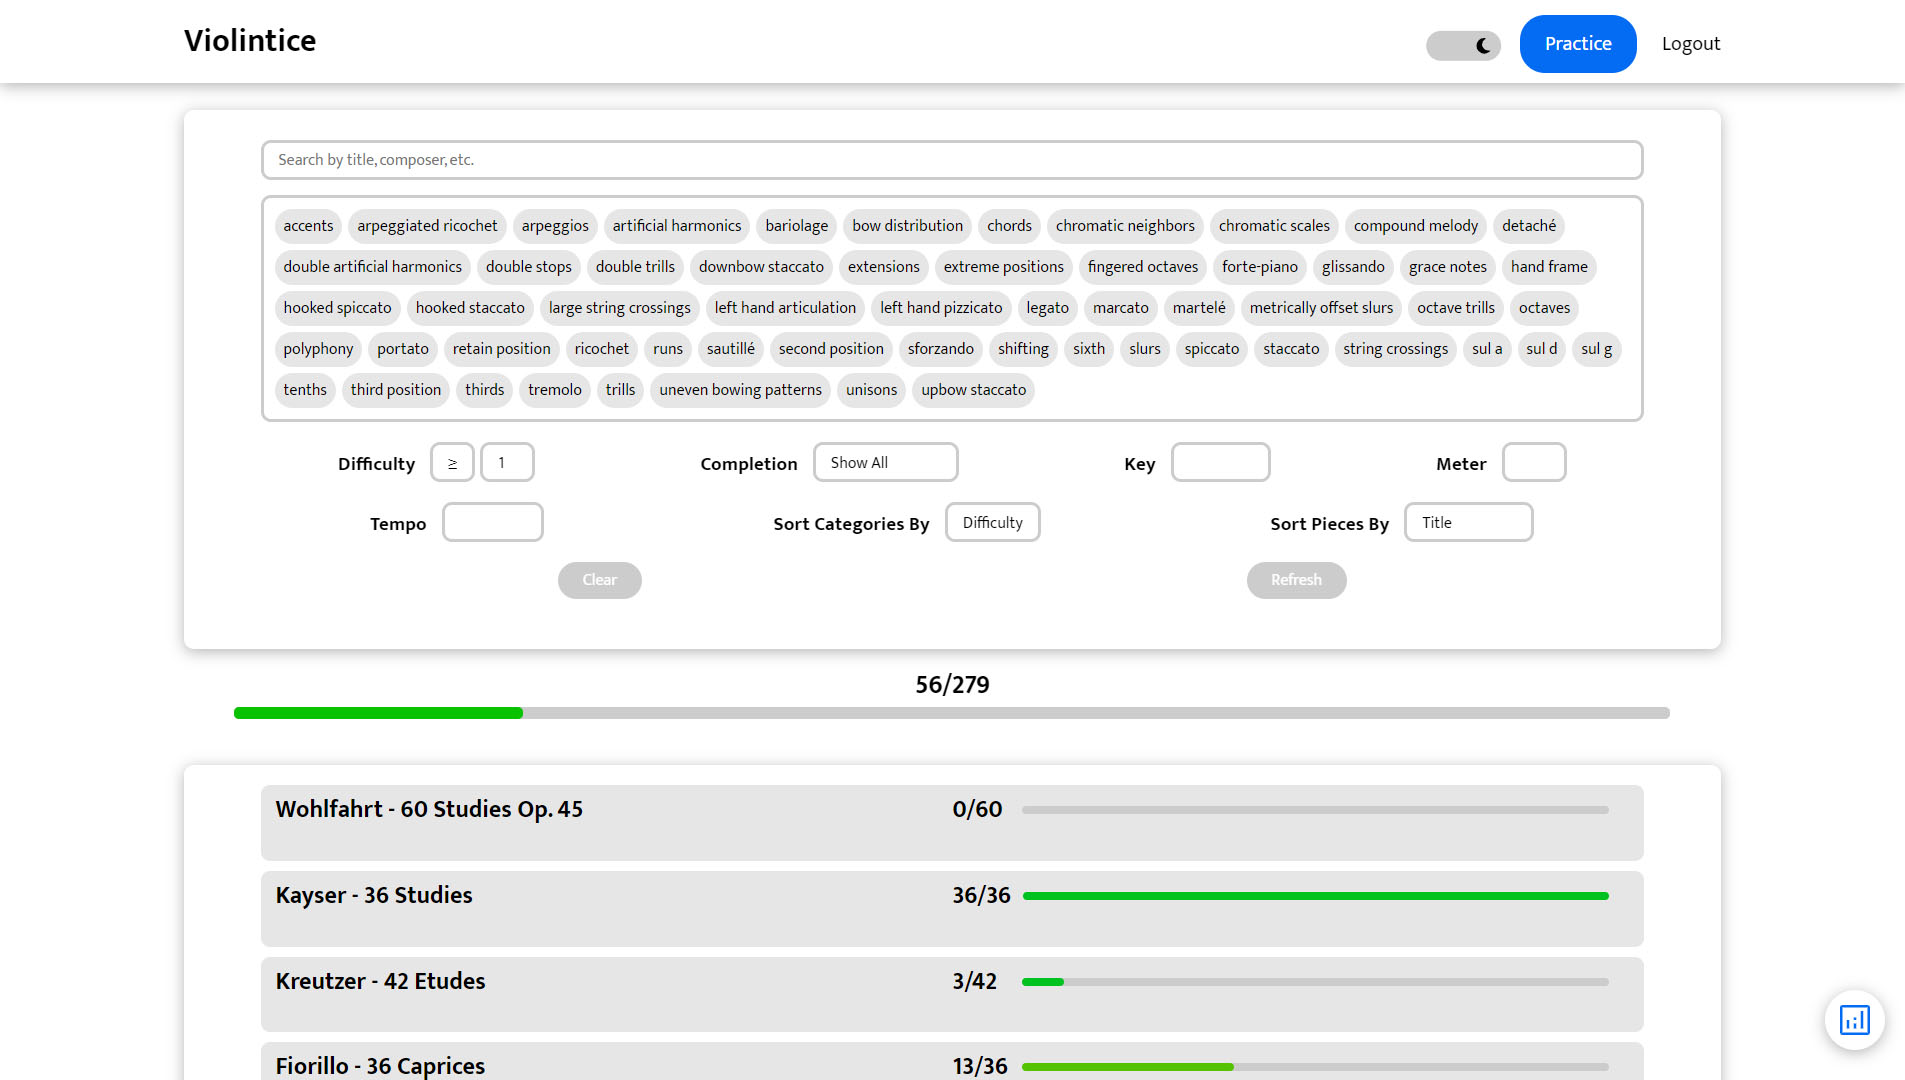 Violintice
Practice
Logout
Search by title, composer, etc.
accents arpeggiated ricochet arpeggios artificial harmonics bariolage bow distribution chords chromatic neighbors chromatic scales compound melody detaché
double artificial harmonics double stops double trills downbow staccato extensions extreme positions fingered octaves forte-piano glissando grace notes hand frame
hooked spiccato hooked staccato large string crossings left hand articulation left hand pizzicato legato marcato martelé metrically offset slurs octave trills octaves
polyphony portato retain position ricochet runs sautillé second position sforzando shifting sixth slurs spiccato staccato string crossings sul a sul d sul g
tenths third position thirds tremolo trills uneven bowing patterns unisons upbow staccato
Difficulty ≥ 1 Completion Show All Key Meter
Tempo Sort Categories By Difficulty Sort Pieces By Title
Clear Refresh
56/279
Wohlfahrt - 60 Studies Op. 45 0/60
Kayser - 36 Studies 36/36
Kreutzer - 42 Etudes 3/42
Fiorillo - 36 Caprices 13/36